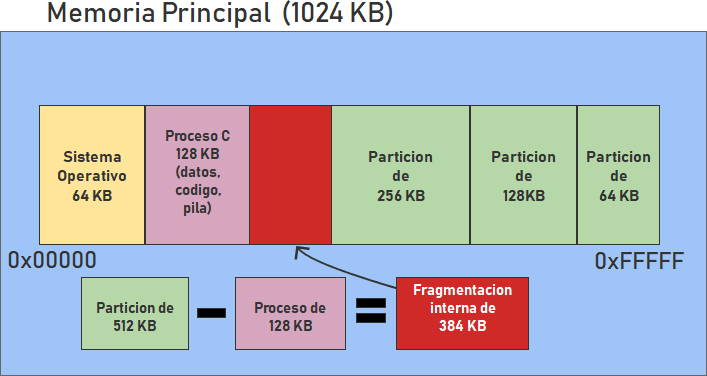 Memoria Principal (1024 KB)
Sistema
Operativo
64 KB
Proceso C
128 KB
(datos,
codigo,
pila)
Particion
de
256 KB
Particion
de
128KB
Particion
de
64 KB
0x00000
0xFFFFF
Particion de
512 KB
Proceso de
128 KB
Fragmentacion
interna de
384 KB